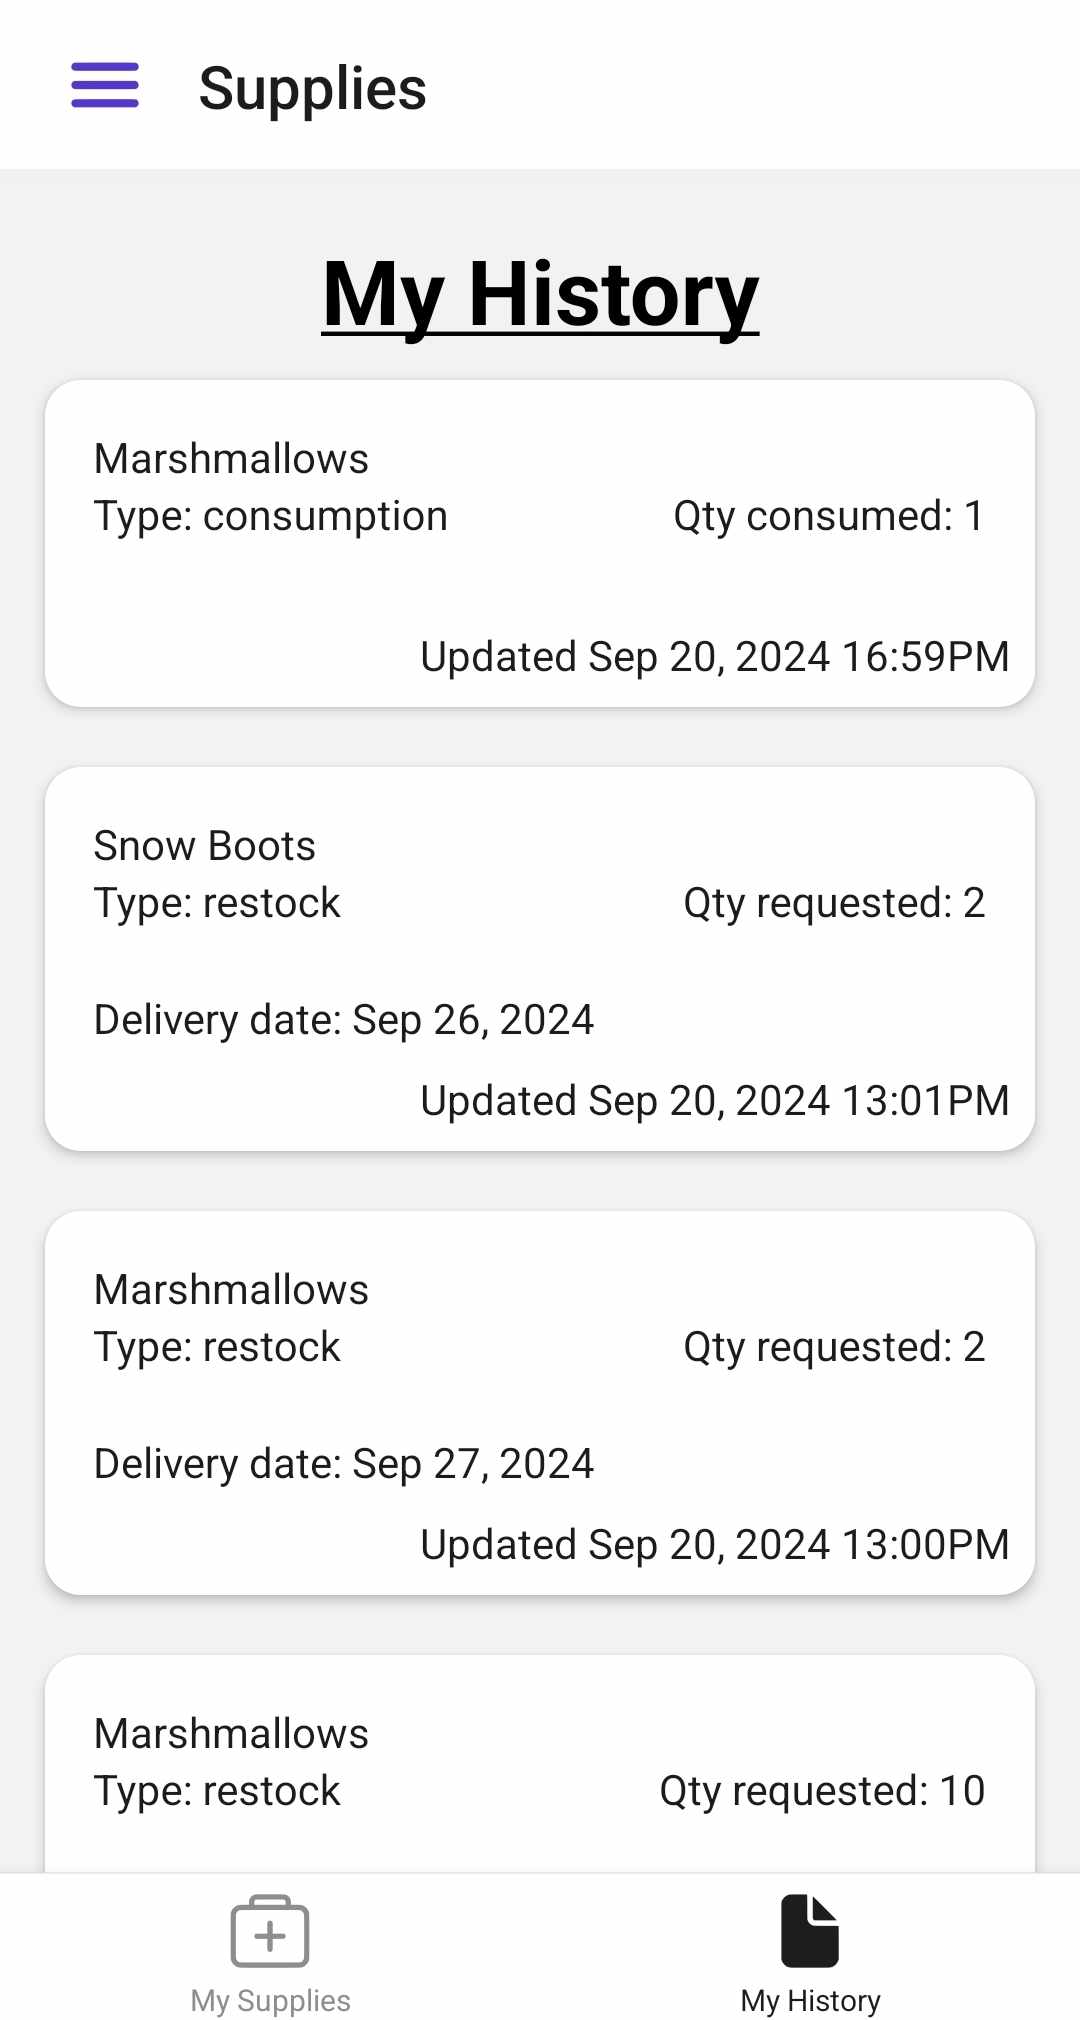 Supplies
My History
Marshmallows
Type: consumption Qty consumed: 1
Updated Sep 20, 2024 16:59PM
Snow Boots
Type: restock Qty requested: 2
Delivery date: Sep 26, 2024
Updated Sep 20, 2024 13:01PM
Marshmallows
Type: restock Qty requested: 2
Delivery date: Sep 27, 2024
Updated Sep 20, 2024 13:00PM
Marshmallows
Type: restock Qty requested: 10
My Supplies My History